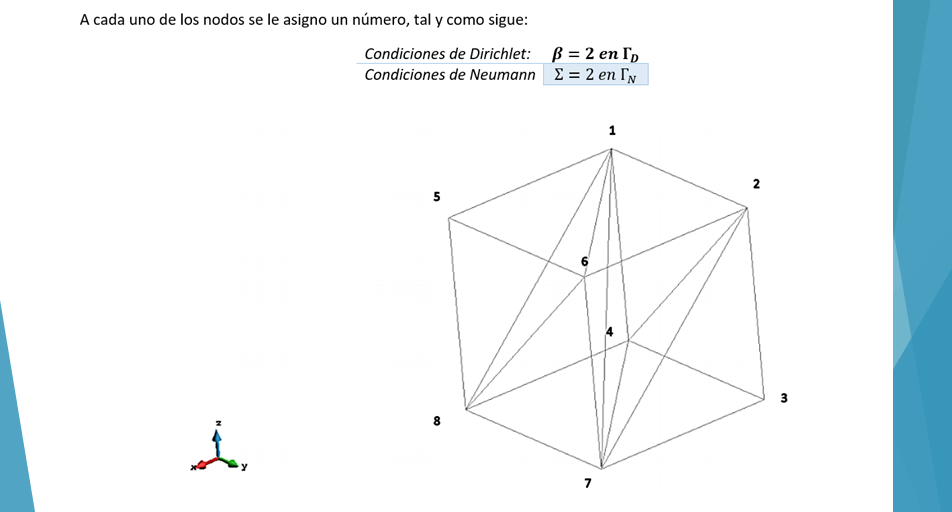 A cada uno de los nodos se le asigno un número, tal y como sigue:
Condiciones de Dirichlet: β = 2 en Γ_D
Condiciones de Neumann Σ = 2 en Γ_N
1
2
5
6
4
3
8
7
z
x
y